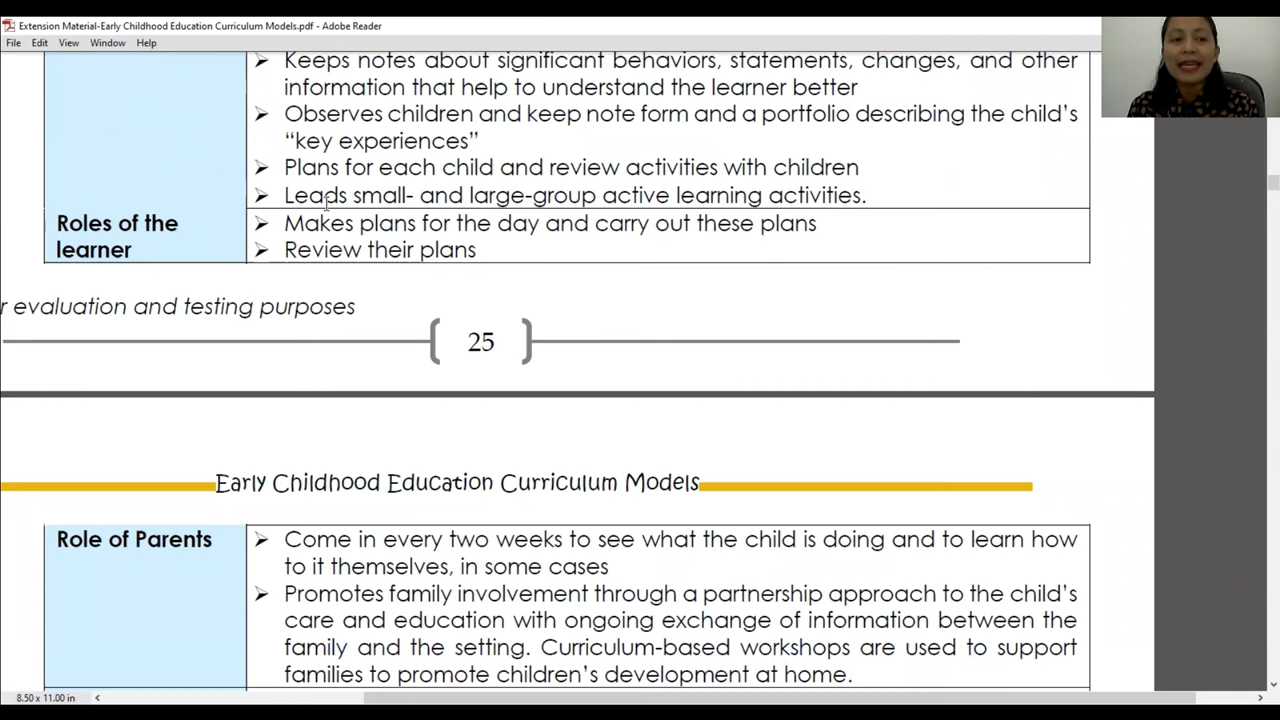 Extension Material-Early Childhood Education Curriculum Models.pdf - Adobe Reader
File Edit View Window Help
➢ Keeps notes about significant behaviors, statements, changes, and other
information that help to understand the learner better
➢ Observes children and keep note form and a portfolio describing the child's
"key experiences"
➢ Plans for each child and review activities with children
➢ Leads small- and large-group active learning activities.
Roles of the
learner
➢ Makes plans for the day and carry out these plans
➢ Review their plans
r evaluation and testing purposes
25
Early Childhood Education Curriculum Models
Role of Parents
➢ Come in every two weeks to see what the child is doing and to learn how
to it themselves, in some cases
➢ Promotes family involvement through a partnership approach to the child's
care and education with ongoing exchange of information between the
family and the setting. Curriculum-based workshops are used to support
families to promote children's development at home.
8.50 x 11.00 in